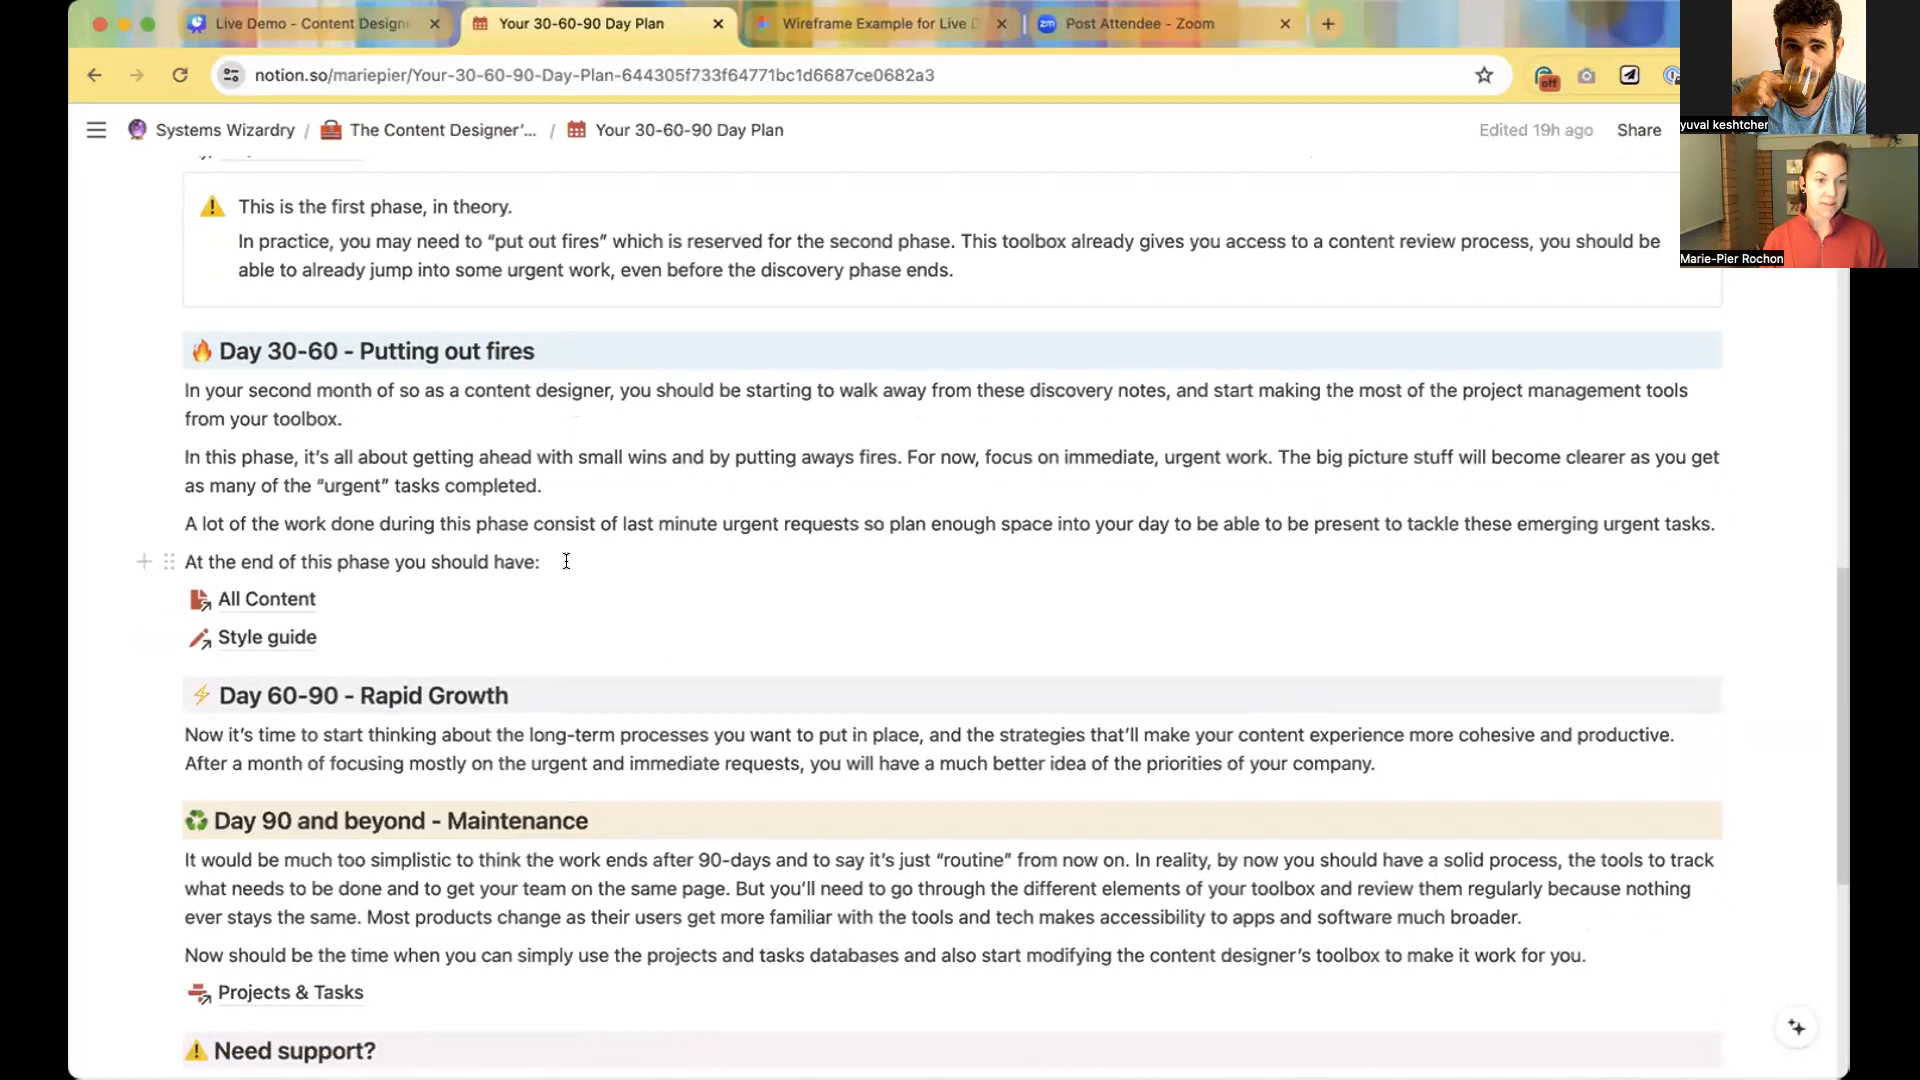 Live Demo - Content Design
Your 30-60-90 Day Plan
Wireframe Example for Live D
Post Attendee - Zoom
notion.so/mariepier/Your-30-60-90-Day-Plan-644305f733f64771bc1d6687ce0682a3
off
yuval keshtcher
Systems Wizardry / The Content Designer'... / Your 30-60-90 Day Plan
Edited 19h ago
Share
Marie-Pier Rochon
This is the first phase, in theory.
In practice, you may need to “put out fires” which is reserved for the second phase. This toolbox already gives you access to a content review process, you should be
able to already jump into some urgent work, even before the discovery phase ends.
Day 30-60 - Putting out fires
In your second month of so as a content designer, you should be starting to walk away from these discovery notes, and start making the most of the project management tools
from your toolbox.
In this phase, it’s all about getting ahead with small wins and by putting aways fires. For now, focus on immediate, urgent work. The big picture stuff will become clearer as you get
as many of the “urgent” tasks completed.
A lot of the work done during this phase consist of last minute urgent requests so plan enough space into your day to be able to be present to tackle these emerging urgent tasks.
At the end of this phase you should have:
All Content
Style guide
Day 60-90 - Rapid Growth
Now it’s time to start thinking about the long-term processes you want to put in place, and the strategies that’ll make your content experience more cohesive and productive.
After a month of focusing mostly on the urgent and immediate requests, you will have a much better idea of the priorities of your company.
Day 90 and beyond - Maintenance
It would be much too simplistic to think the work ends after 90-days and to say it’s just “routine” from now on. In reality, by now you should have a solid process, the tools to track
what needs to be done and to get your team on the same page. But you’ll need to go through the different elements of your toolbox and review them regularly because nothing
ever stays the same. Most products change as their users get more familiar with the tools and tech makes accessibility to apps and software much broader.
Now should be the time when you can simply use the projects and tasks databases and also start modifying the content designer’s toolbox to make it work for you.
Projects & Tasks
Need support?